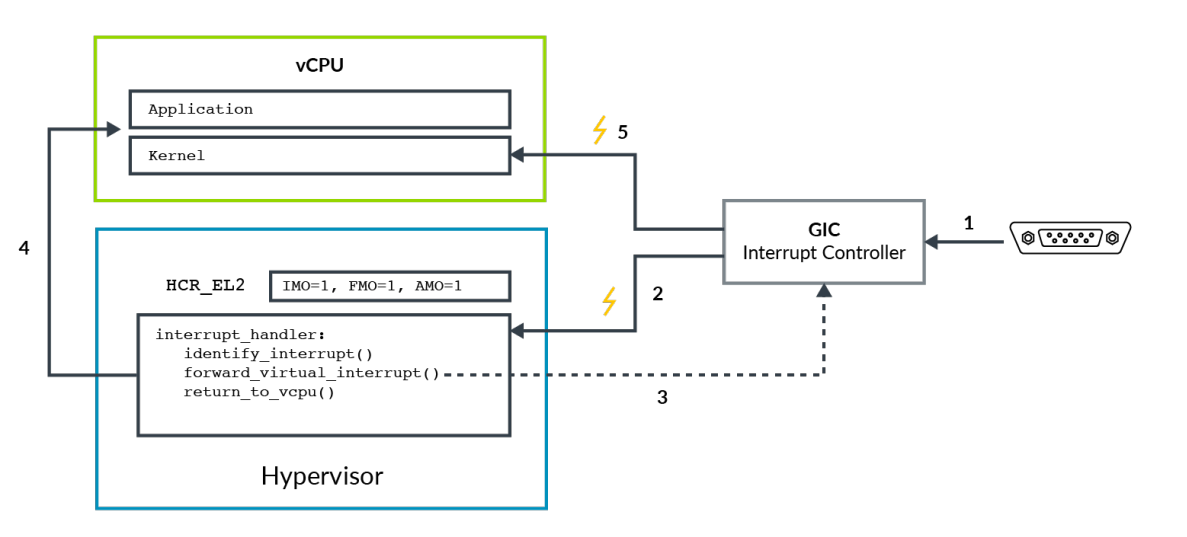 vCPU
Application
Kernel
5
GIC
Interrupt Controller
1
4
HCR_EL2
IMO=1, FMO=1, AMO=1
2
interrupt_handler:
identify_interrupt()
forward_virtual_interrupt()
return_to_vcpu()
3
Hypervisor